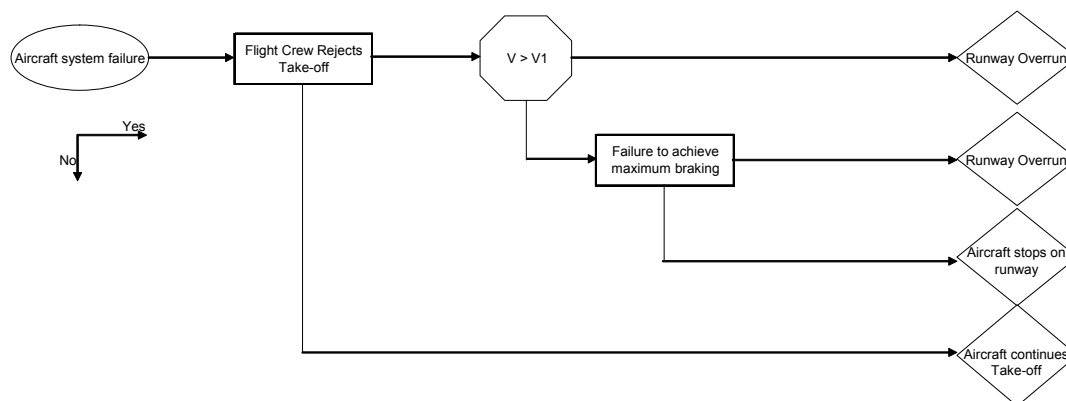 Aircraft system failure
Flight Crew Rejects
Take-off
V > V1
Runway Overrun
Yes
No
Failure to achieve
maximum braking
Runway Overrun
Aircraft stops on
runway
Aircraft continues
Take-off